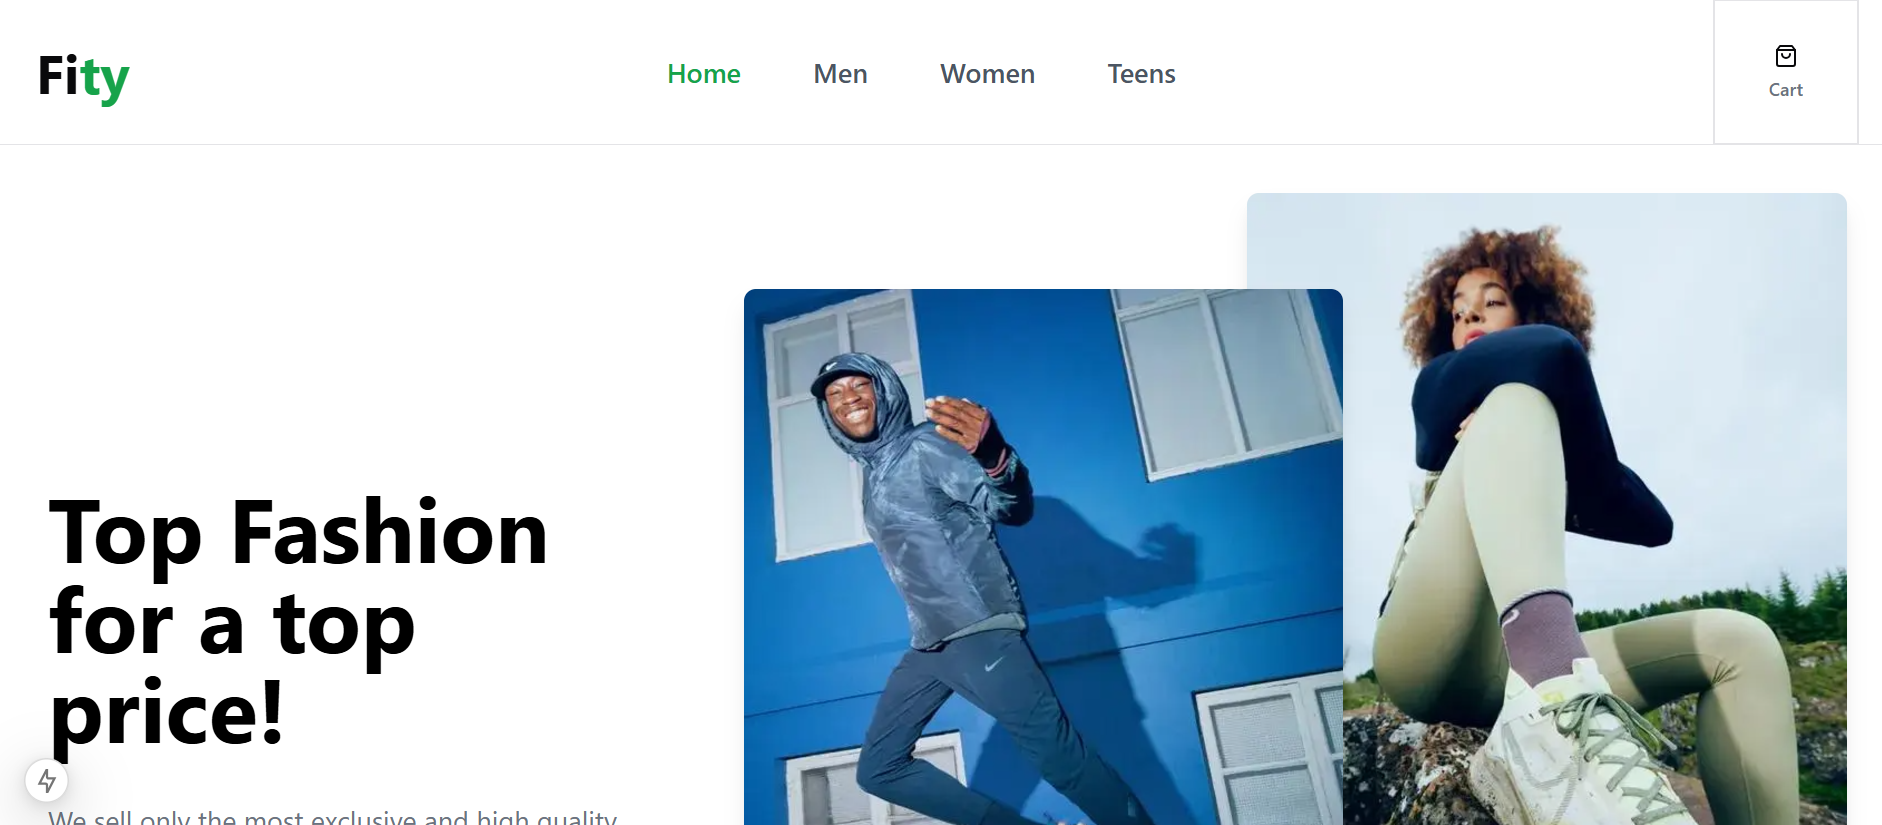 Fity
Home
Men
Women
Teens
Cart
Top Fashion
for a top
price!
We sell only the most exclusive and high quality